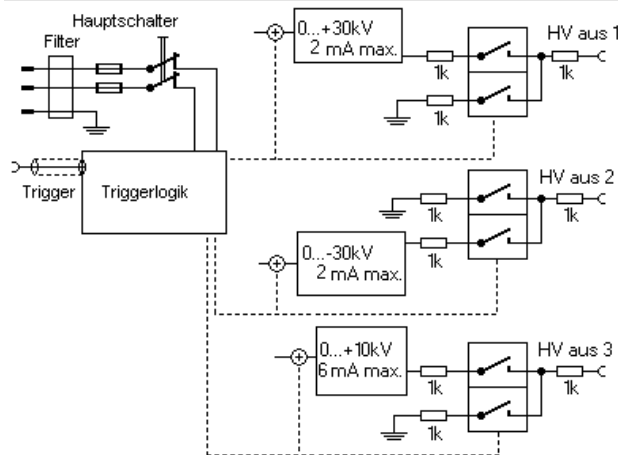 Hauptschalter
Filter
Trigger
Triggerlogik
0...+30kV
2 mA max.
1k
1k
HV aus 1
1k
HV aus 2
1k
1k
1k
0...-30kV
2 mA max.
0...+10kV
6 mA max.
1k
1k
HV aus 3
1k